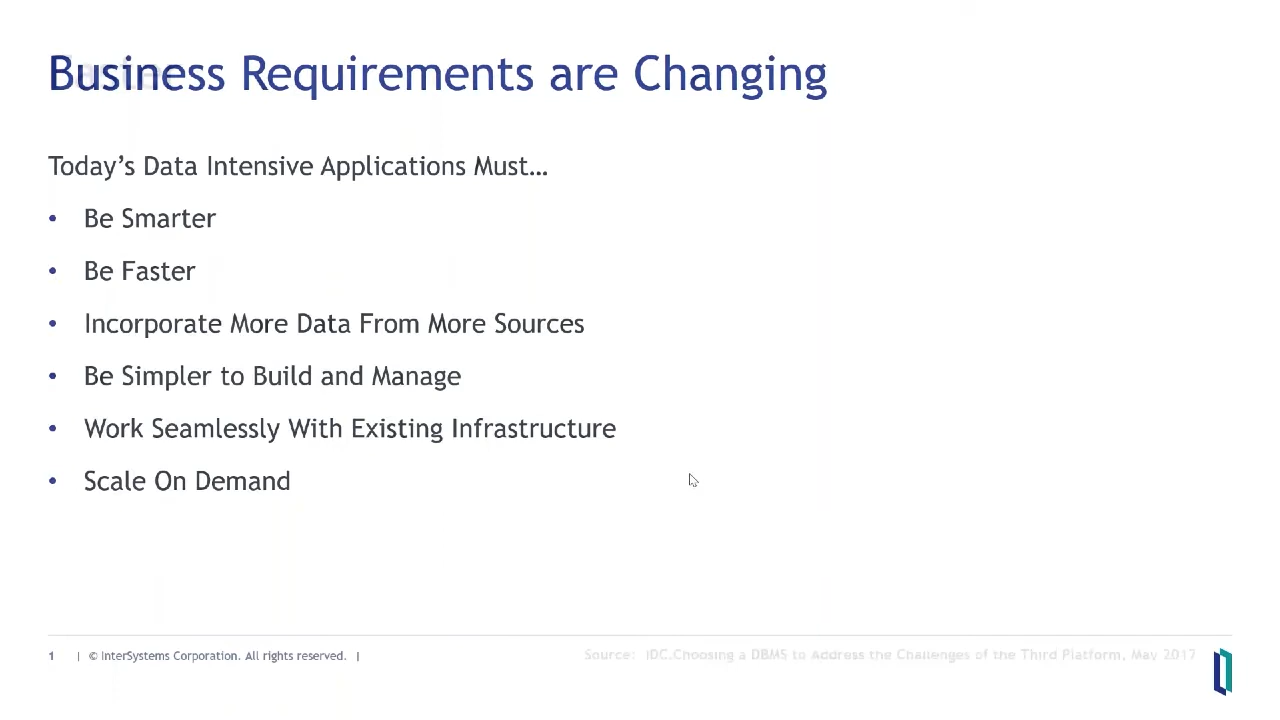 Business Requirements are Changing
Today’s Data Intensive Applications Must…
• Be Smarter
• Be Faster
• Incorporate More Data From More Sources
• Be Simpler to Build and Manage
• Work Seamlessly With Existing Infrastructure
• Scale On Demand
1 | © InterSystems Corporation. All rights reserved. |
Source: IDC.Choosing a DBMS to Address the Challenges of the Third Platform, May 2017